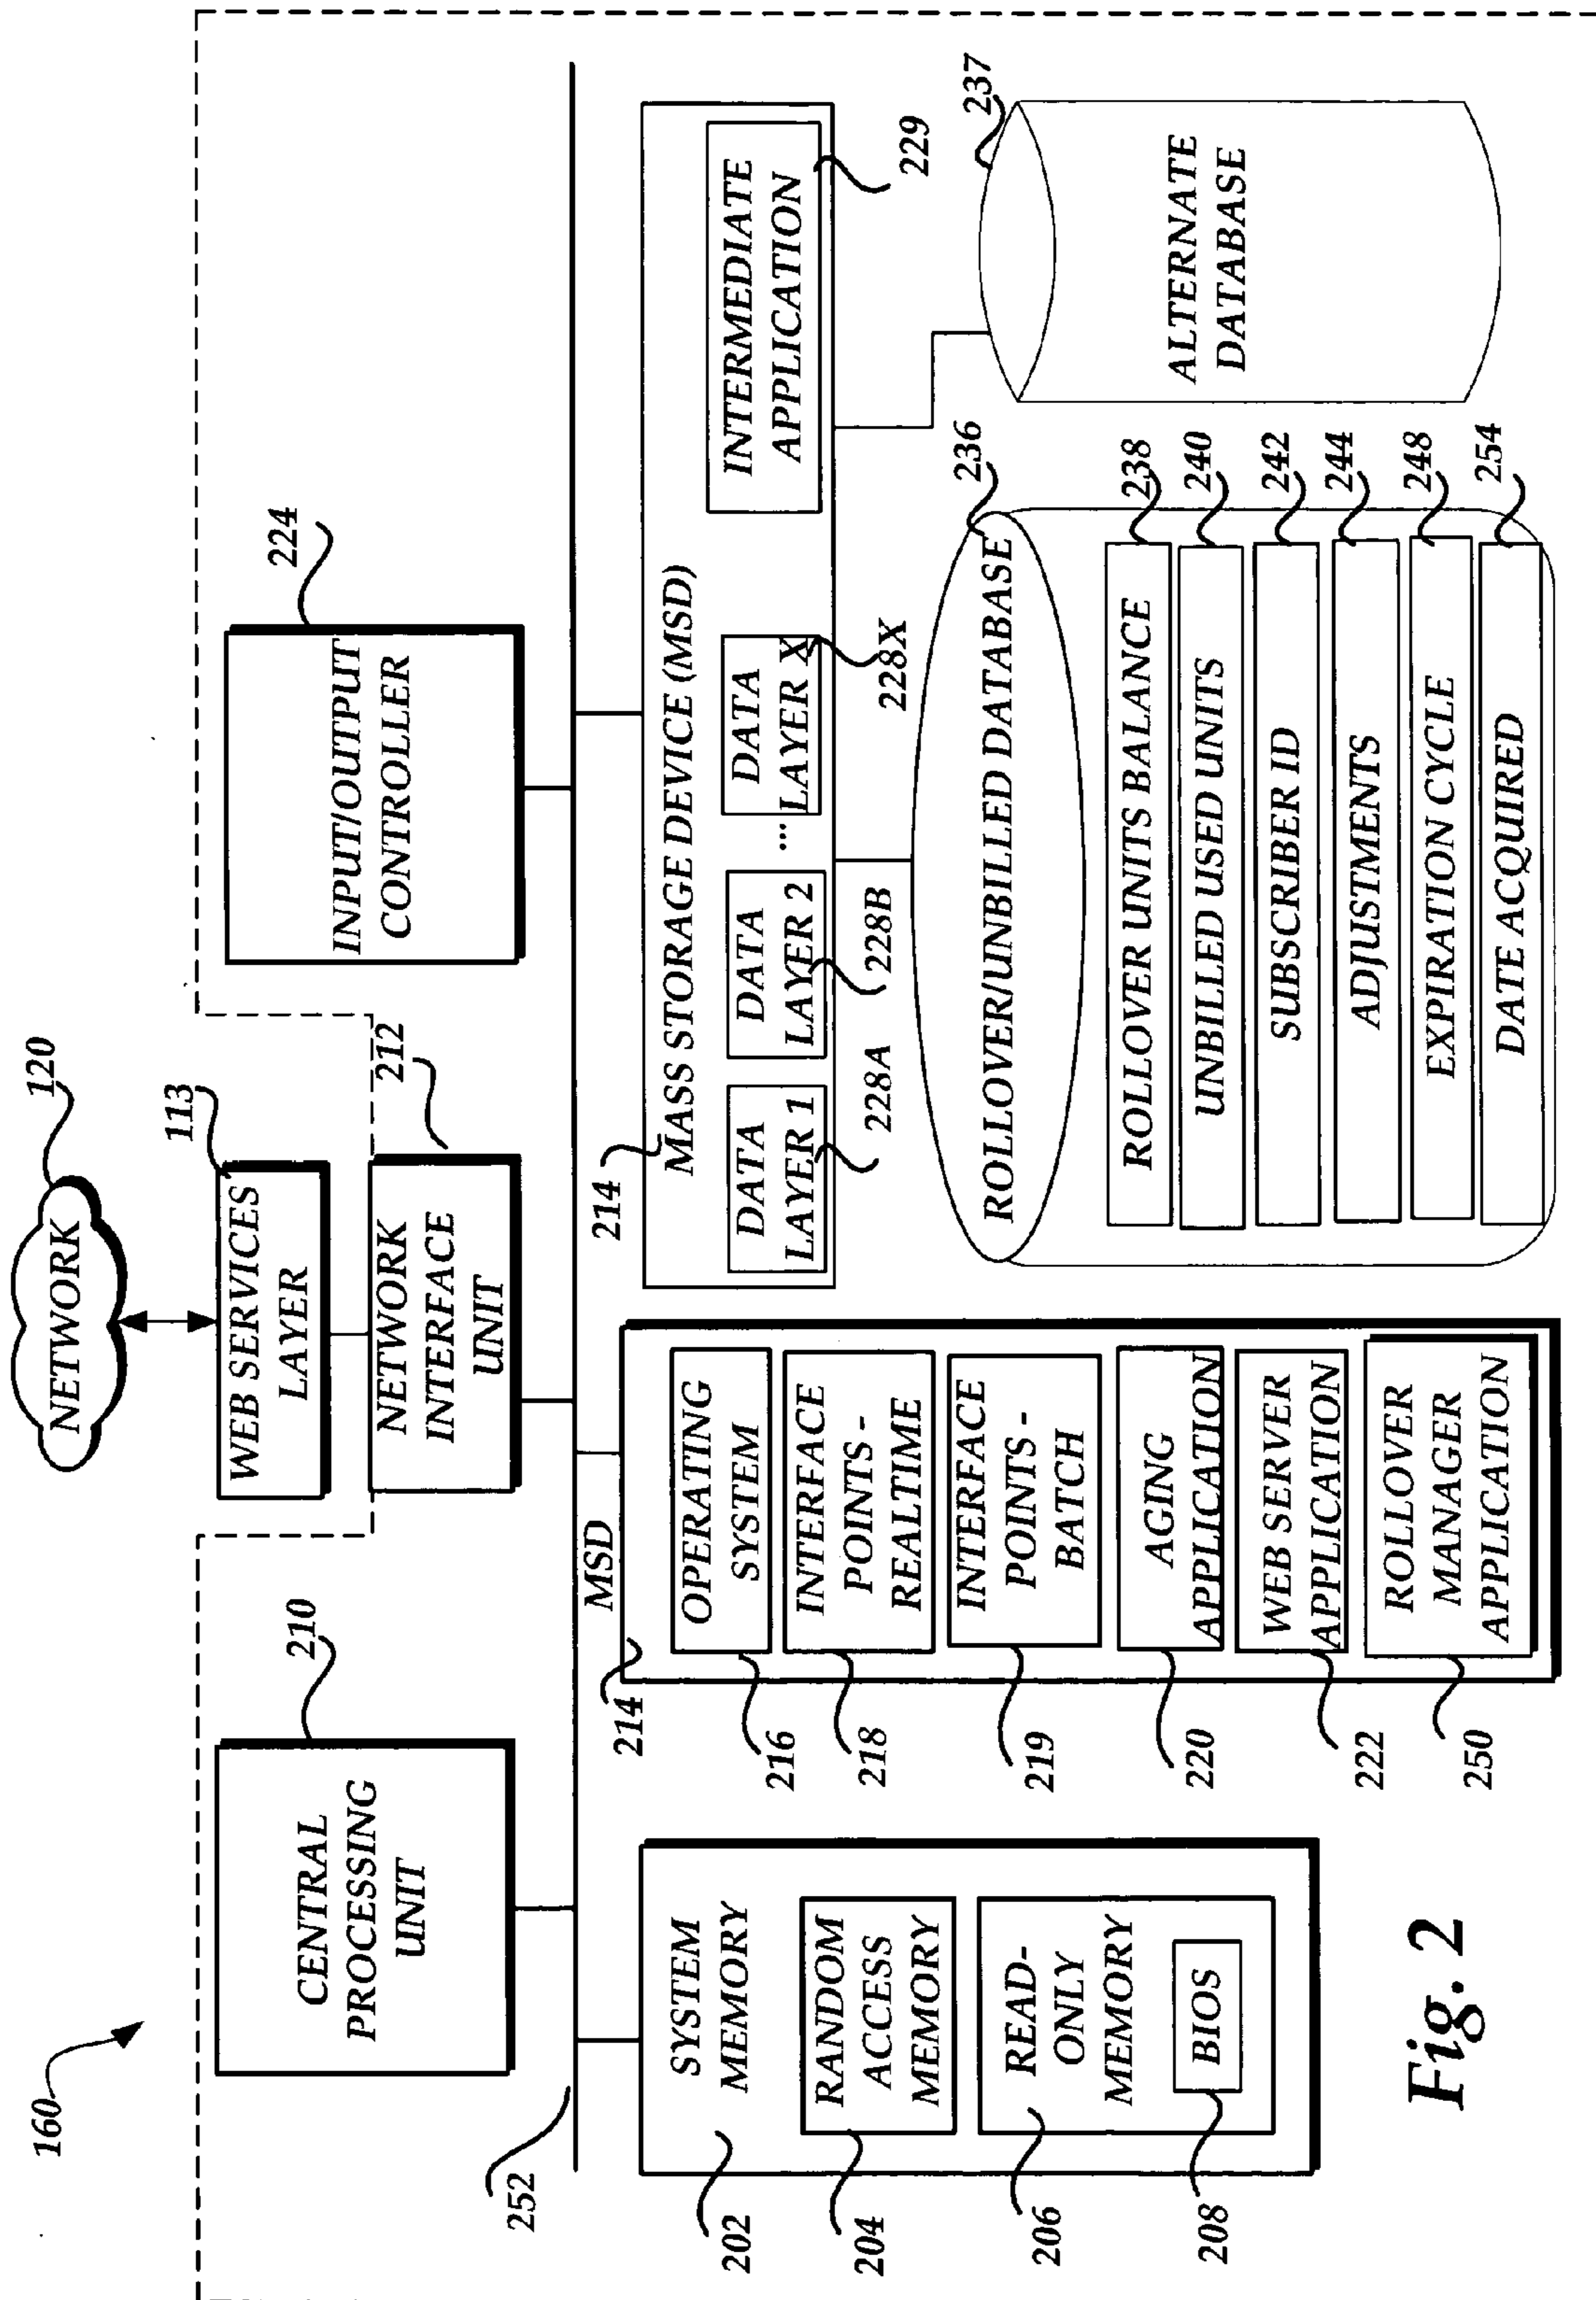 160
NETWORK
120
WEB SERVICES
LAYER
113
210
CENTRAL
PROCESSING
UNIT
NETWORK
INTERFACE
UNIT
212
INPUT/OUTPUT
CONTROLLER
224
252
202
SYSTEM
MEMORY
RANDOM
ACCESS
MEMORY
204
READ-
ONLY
MEMORY
206
BIOS
208
MSD
214
OPERATING
SYSTEM
216
INTERFACE
POINTS -
REALTIME
218
INTERFACE
POINTS -
BATCH
219
AGING
APPLICATION
220
WEB SERVER
APPLICATION
222
ROLLOVER
MANAGER
APPLICATION
250
214
MASS STORAGE DEVICE (MSD)
DATA
LAYER 1
228A
DATA
LAYER 2
228B
...
DATA
LAYER X
228X
INTERMEDIATE
APPLICATION
229
ROLLOVER/UNBILLED DATABASE
236
ROLLOVER UNITS BALANCE
238
UNBILLED USED UNITS
240
SUBSCRIBER ID
242
ADJUSTMENTS
244
EXPIRATION CYCLE
248
DATE ACQUIRED
254
237
ALTERNATE
DATABASE
Fig. 2